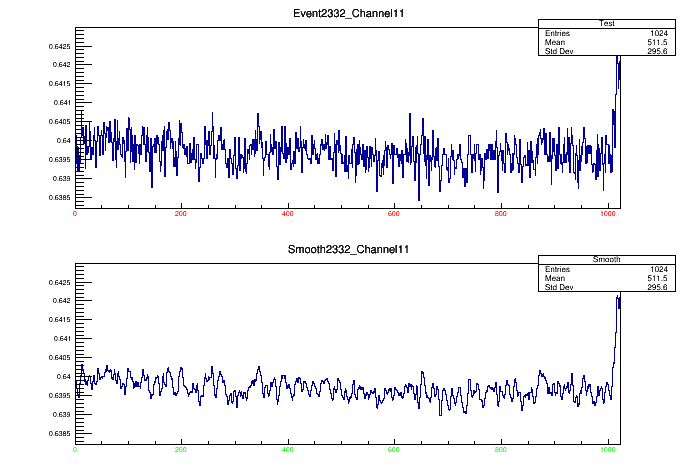 Event2332_Channel11
Test
Entries 1024
Mean 511.5
Std Dev 295.6
0.6425
0.642
0.6415
0.641
0.6405
0.64
0.6395
0.639
0.6385
0 200 400 600 800 1000
Smooth2332_Channel11
Smooth
Entries 1024
Mean 511.5
Std Dev 295.6
0.6425
0.642
0.6415
0.641
0.6405
0.64
0.6395
0.639
0.6385
0 200 400 600 800 1000